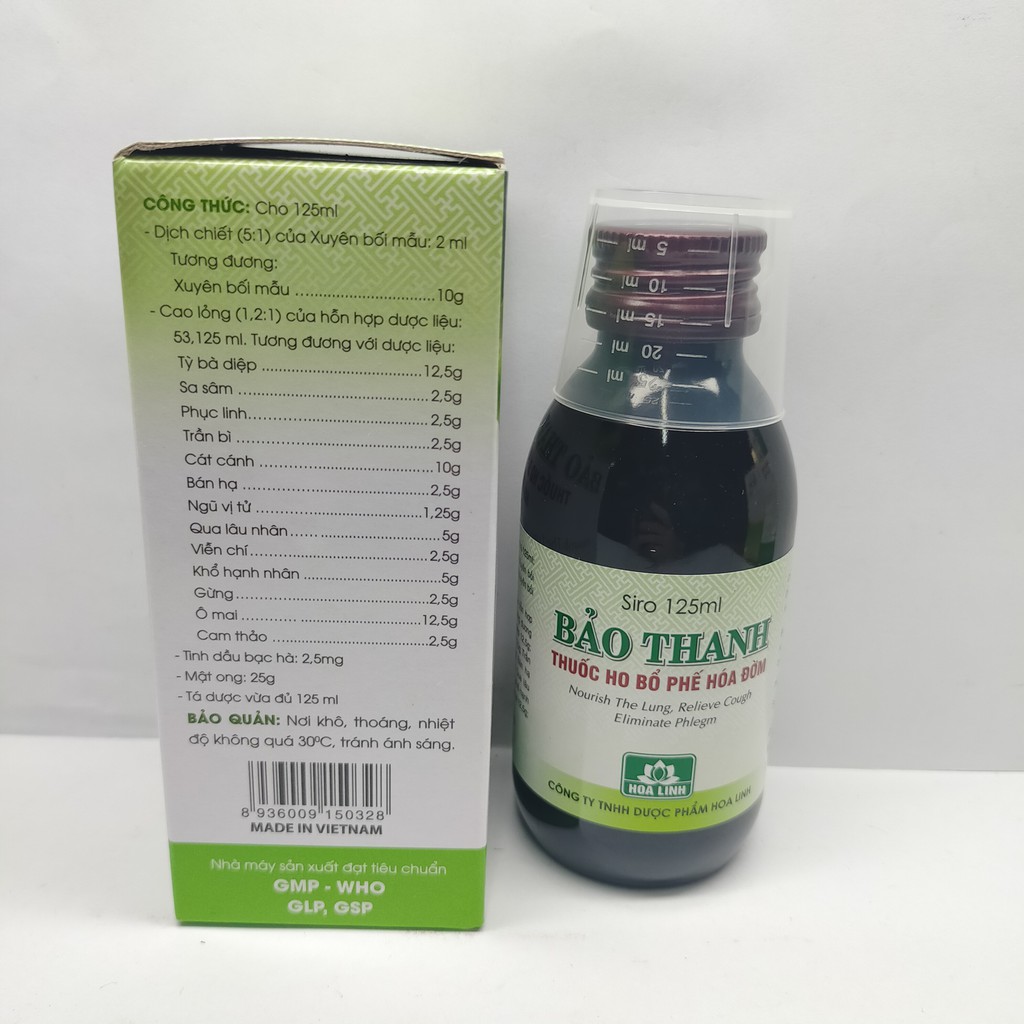 CÔNG THỨC: Cho 125ml
- Dịch chiết (5:1) của Xuyên bối mẫu: 2 ml
Tương đương:
Xuyên bối mẫu ....................................10g
- Cao lỏng (1,2:1) của hỗn hợp dược liệu:
53,125 ml. Tương đương với dược liệu:
Tỳ bà diệp .........................................12,5g
Sa sâm ................................................2,5g
Phục linh..............................................2,5g
Trần bì .................................................2,5g
Cát cánh .............................................10g
Bán hạ .................................................2,5g
Ngũ vị tử .............................................1,25g
Qua lâu nhân......................................5g
Viễn chí................................................2,5g
Khổ hạnh nhân ...................................5g
Gừng....................................................2,5g
Ô mai ..................................................12,5g
Cam thảo ............................................2,5g
- Tinh dầu bạc hà: 2,5mg
- Mật ong: 25g
- Tá dược vừa đủ 125 ml
BẢO QUẢN: Nơi khô, thoáng, nhiệt
độ không quá 30ºC, tránh ánh sáng.
8 936009 150328
MADE IN VIETNAM
Nhà máy sản xuất đạt tiêu chuẩn
GMP - WHO
GLP, GSP
5 ml
10 ml
15 ml
20 ml
ml
Siro 125ml
BẢO THANH
THUỐC HO BỔ PHẾ HÓA ĐỜM
Nourish The Lung, Relieve Cough
Eliminate Phlegm
HOA LINH
CÔNG TY TNHH DƯỢC PHẨM HOA LINH